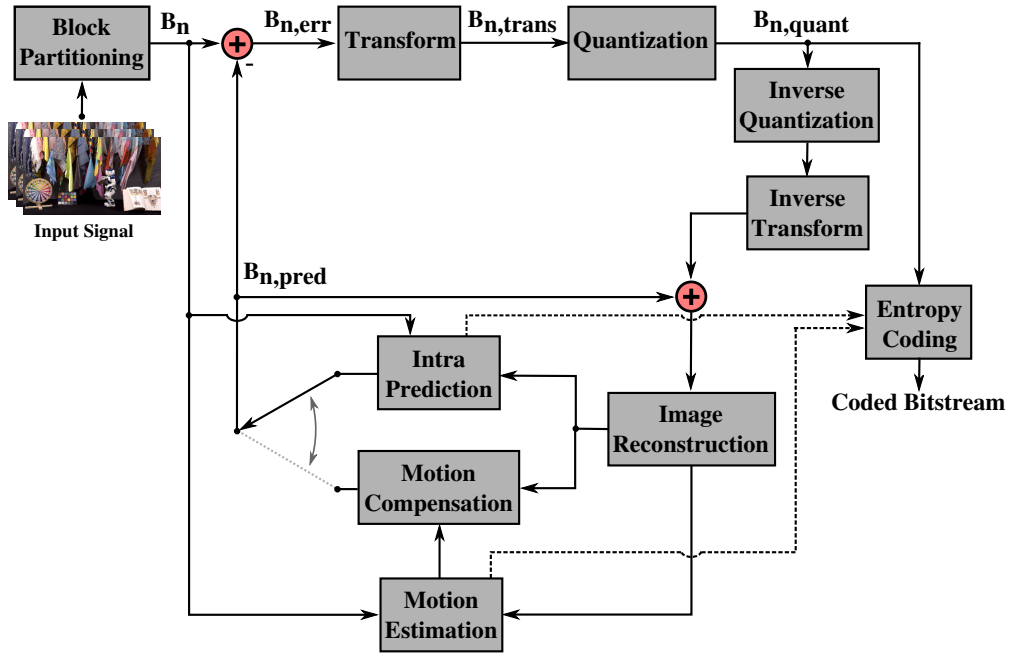 Block
Partitioning
Bn
+
-
Bn,err
Transform
Bn,trans
Quantization
Bn,quant
Inverse
Quantization
Inverse
Transform
Input Signal
Bn,pred
+
Entropy
Coding
Coded Bitstream
Intra
Prediction
Image
Reconstruction
Motion
Compensation
Motion
Estimation